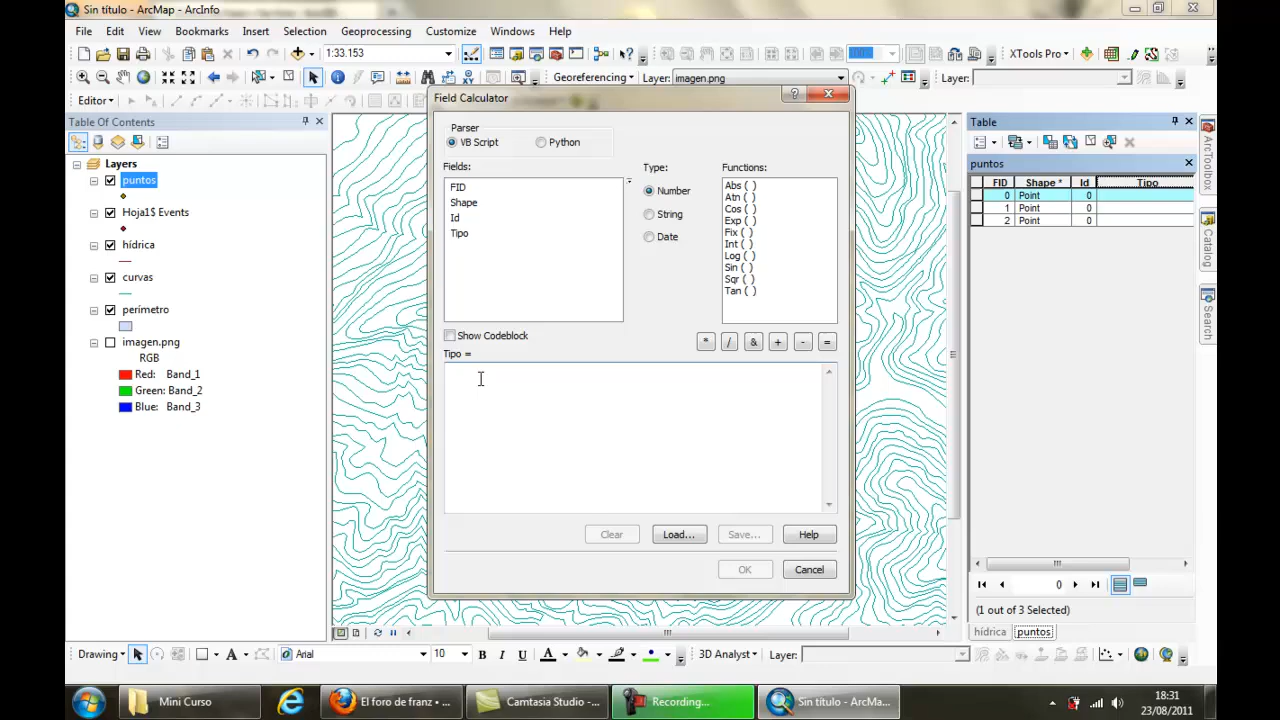 Sin título - ArcMap - ArcInfo
File Edit View Bookmarks Insert Selection Geoprocessing Customize Windows Help
1:33.153
XTools Pro
Georeferencing Layer: imagen.png
Layer:
Editor
Table Of Contents
Layers
puntos
Hoja1$ Events
hídrica
curvas
perímetro
imagen.png
RGB
Red: Band_1
Green: Band_2
Blue: Band_3
Field Calculator
Parser
VB Script
Python
Fields:
FID
Shape
Id
Tipo
Type:
Number
String
Date
Functions:
Abs ( )
Atn ( )
Cos ( )
Exp ( )
Fix ( )
Int ( )
Log ( )
Sin ( )
Sqr ( )
Tan ( )
Show Codeblock
* / & + - =
Tipo =
Clear
Load...
Save...
Help
OK
Cancel
Table
puntos
FID Shape * Id Tipo
0 Point 0
1 Point 0
2 Point 0
0
(1 out of 3 Selected)
hídrica puntos
ArcToolbox
Catalog
Search
Drawing
Arial
10
B I U A
3D Analyst
Layer:
Mini Curso
El foro de franz - ...
Camtasia Studio -...
Recording...
Sin título - ArcMa...
18:31
23/08/2011